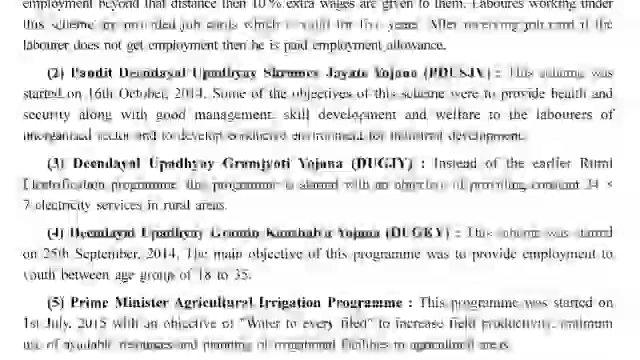 employment beyond that distance then 10 % extra wages are given to them. Laboures working under
this scheme are provided job cards which is valid for five years. After receiving job card if the
labourer does not get employment then he is paid employment allowance.
(2) Pandit Deendayal Upadhyay Shramev Jayate Yojana (PDUSJY) : This scheme was
started on 16th October, 2014. Some of the objectives of this scheme were to provide health and
security along with good management, skill development and welfare to the labourers of
unorganised sector and to develop conducive environment for industrial development.
(3) Deendayal Upadhyay Gramjyoti Yojana (DUGJY) : Instead of the earlier Rural
Electrification programme, this programme is started with an objective of providing constant 24 ×
7 electricity services in rural areas.
(4) Deendayal Upadhyay Gramin Kaushalya Yojana (DUGKY) : This scheme was started
on 25th September, 2014. The main objective of this programme was to provide employment to
youth between age group of 18 to 35.
(5) Prime Minister Agricultural Irrigation Programme : This programme was started on
1st July, 2015 with an objective of "Water to every filed" to increase field productivity, optimum
use of available resources and planning of irrigational facilities to agricultural areas.